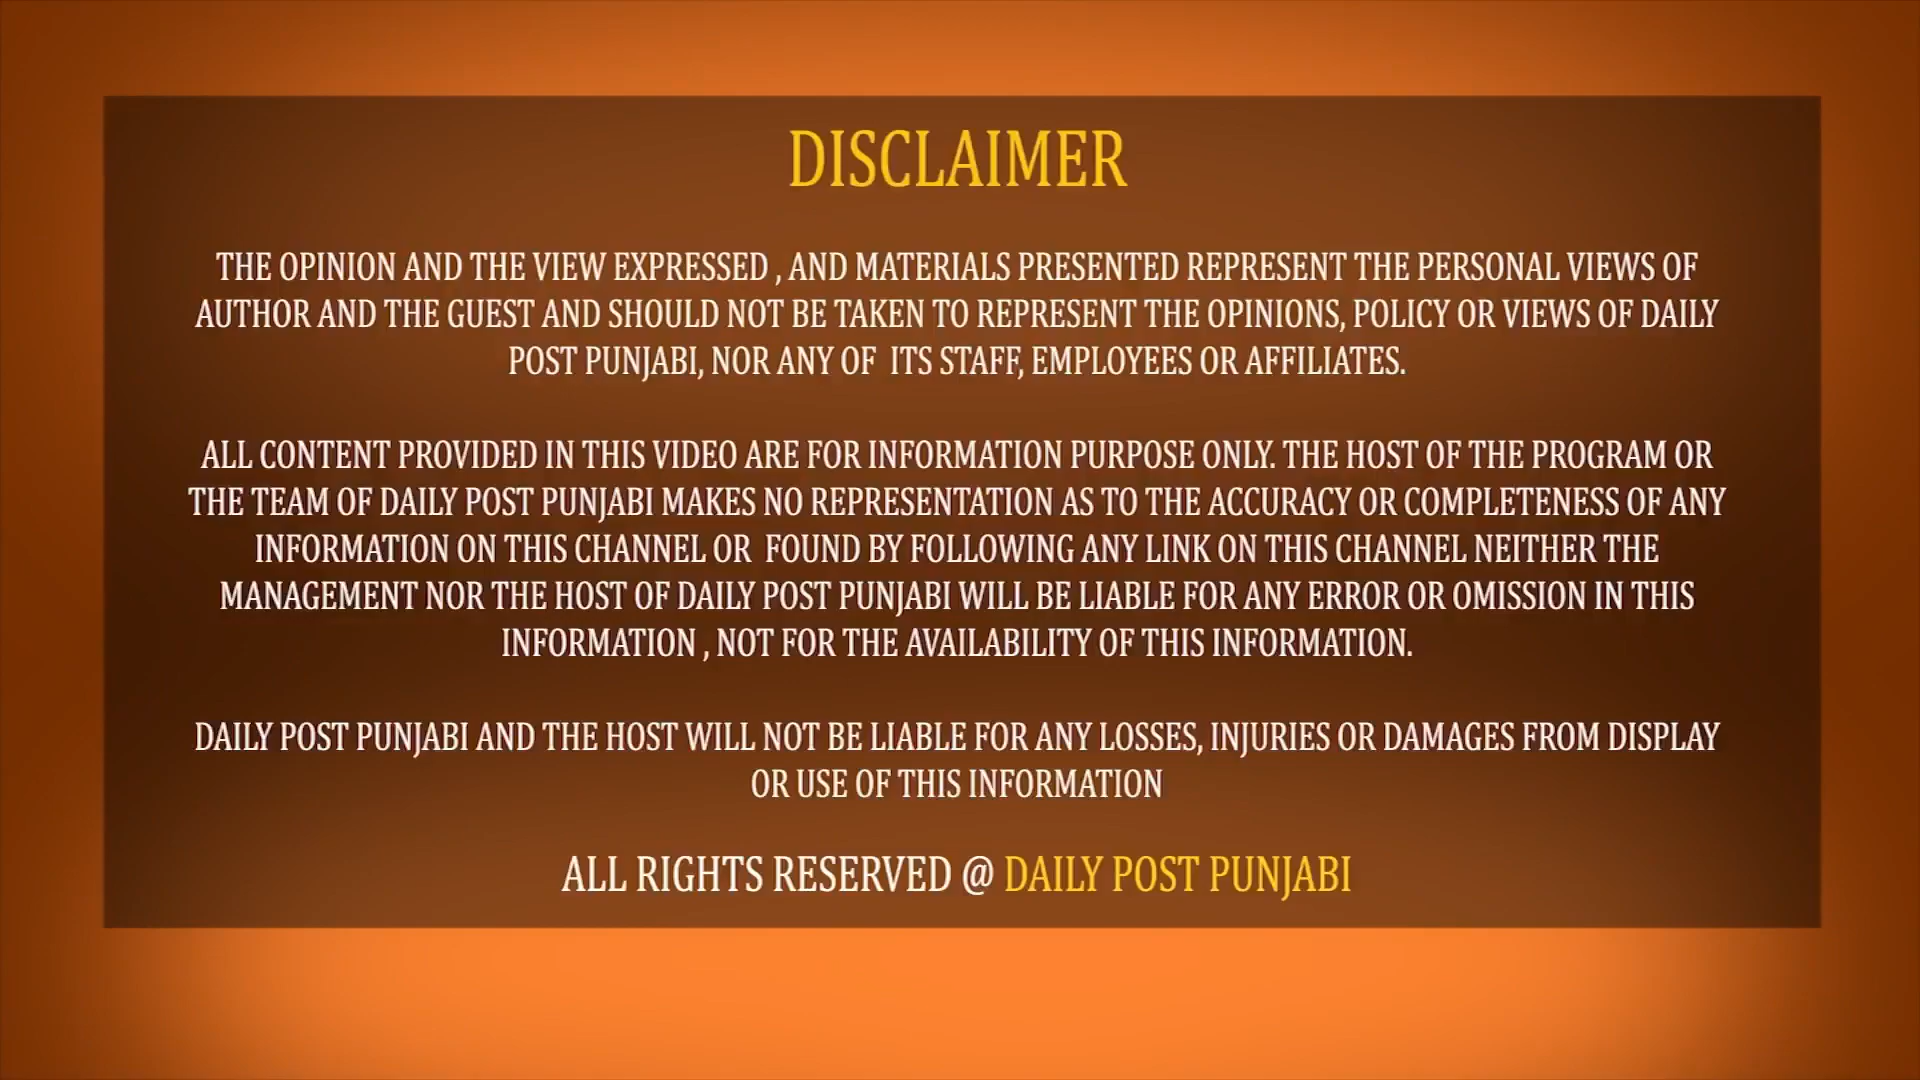 DISCLAIMER
THE OPINION AND THE VIEW EXPRESSED , AND MATERIALS PRESENTED REPRESENT THE PERSONAL VIEWS OF
AUTHOR AND THE GUEST AND SHOULD NOT BE TAKEN TO REPRESENT THE OPINIONS, POLICY OR VIEWS OF DAILY
POST PUNJABI, NOR ANY OF ITS STAFF, EMPLOYEES OR AFFILIATES.
ALL CONTENT PROVIDED IN THIS VIDEO ARE FOR INFORMATION PURPOSE ONLY. THE HOST OF THE PROGRAM OR
THE TEAM OF DAILY POST PUNJABI MAKES NO REPRESENTATION AS TO THE ACCURACY OR COMPLETENESS OF ANY
INFORMATION ON THIS CHANNEL OR FOUND BY FOLLOWING ANY LINK ON THIS CHANNEL NEITHER THE
MANAGEMENT NOR THE HOST OF DAILY POST PUNJABI WILL BE LIABLE FOR ANY ERROR OR OMISSION IN THIS
INFORMATION , NOT FOR THE AVAILABILITY OF THIS INFORMATION.
DAILY POST PUNJABI AND THE HOST WILL NOT BE LIABLE FOR ANY LOSSES, INJURIES OR DAMAGES FROM DISPLAY
OR USE OF THIS INFORMATION
ALL RIGHTS RESERVED @ DAILY POST PUNJABI